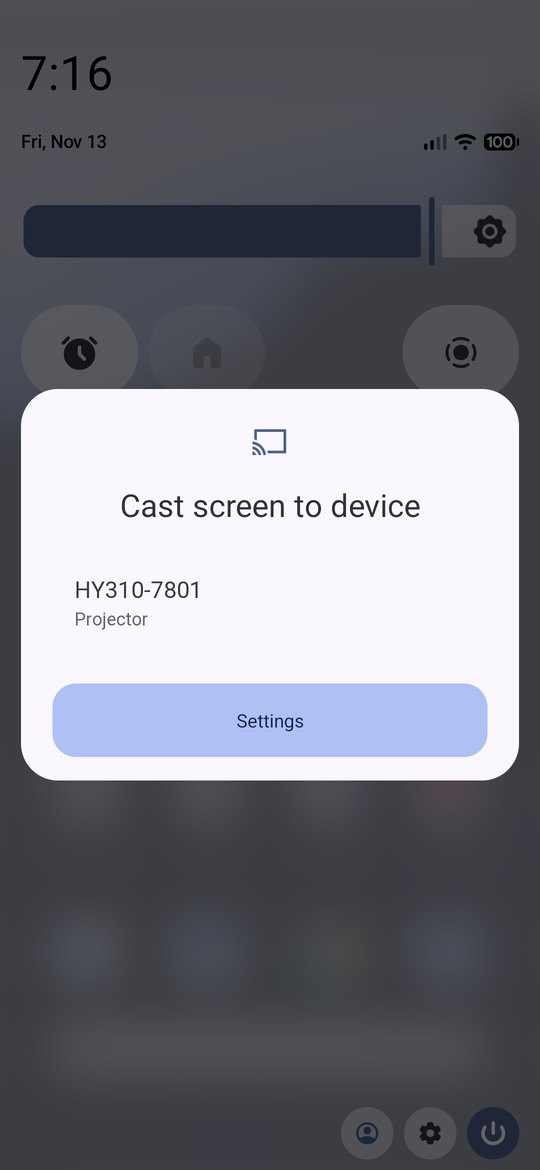 7:16
Fri, Nov 13
100
Cast screen to device
HY310-7801
Projector
Settings